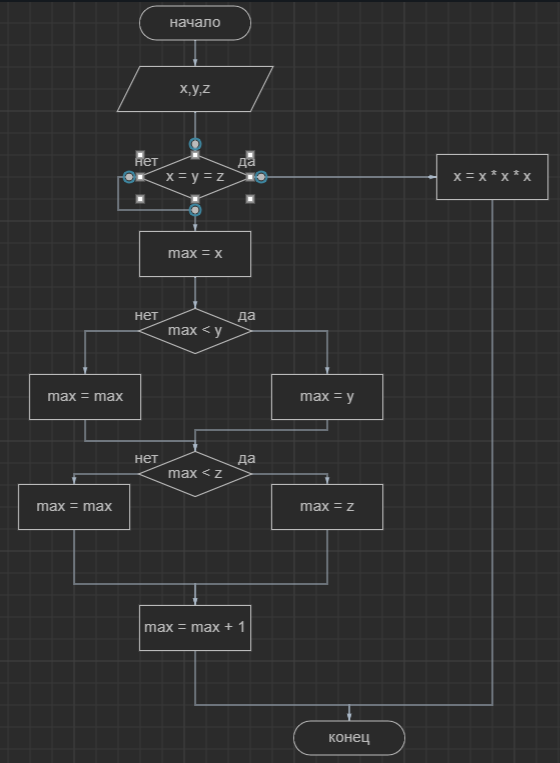 начало
x,y,z
нет
да
x = y = z
x = x * x * x
max = x
нет
да
max < y
max = max
max = y
нет
да
max < z
max = max
max = z
max = max + 1
конец